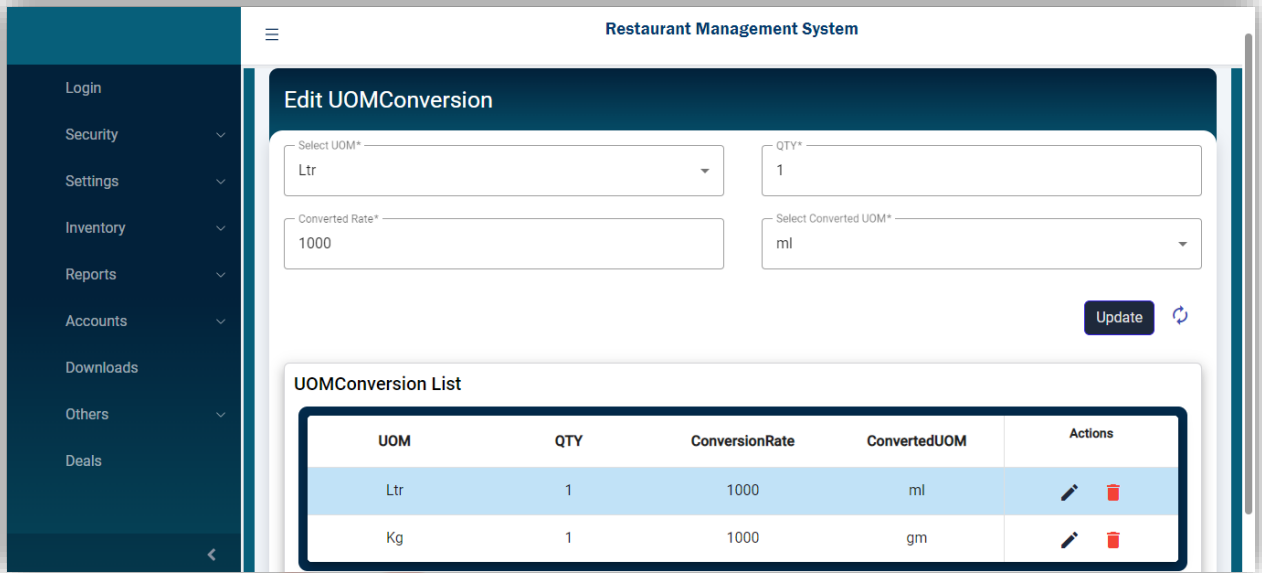 Restaurant Management System
Login
Security
Settings
Inventory
Reports
Accounts
Downloads
Others
Deals
Edit UOMConversion
Select UOM*
Ltr
QTY*
1
Converted Rate*
1000
Select Converted UOM*
ml
Update
UOMConversion List
UOM QTY ConversionRate ConvertedUOM Actions
Ltr 1 1000 ml
Kg 1 1000 gm